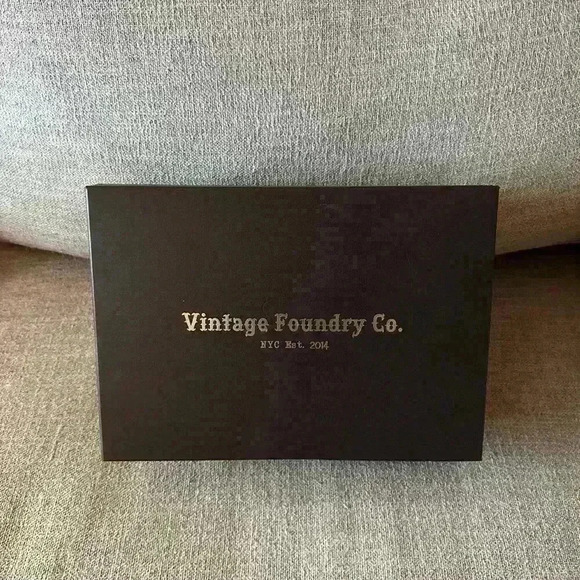 Vintage Foundry Co.
NYC Est. 2014